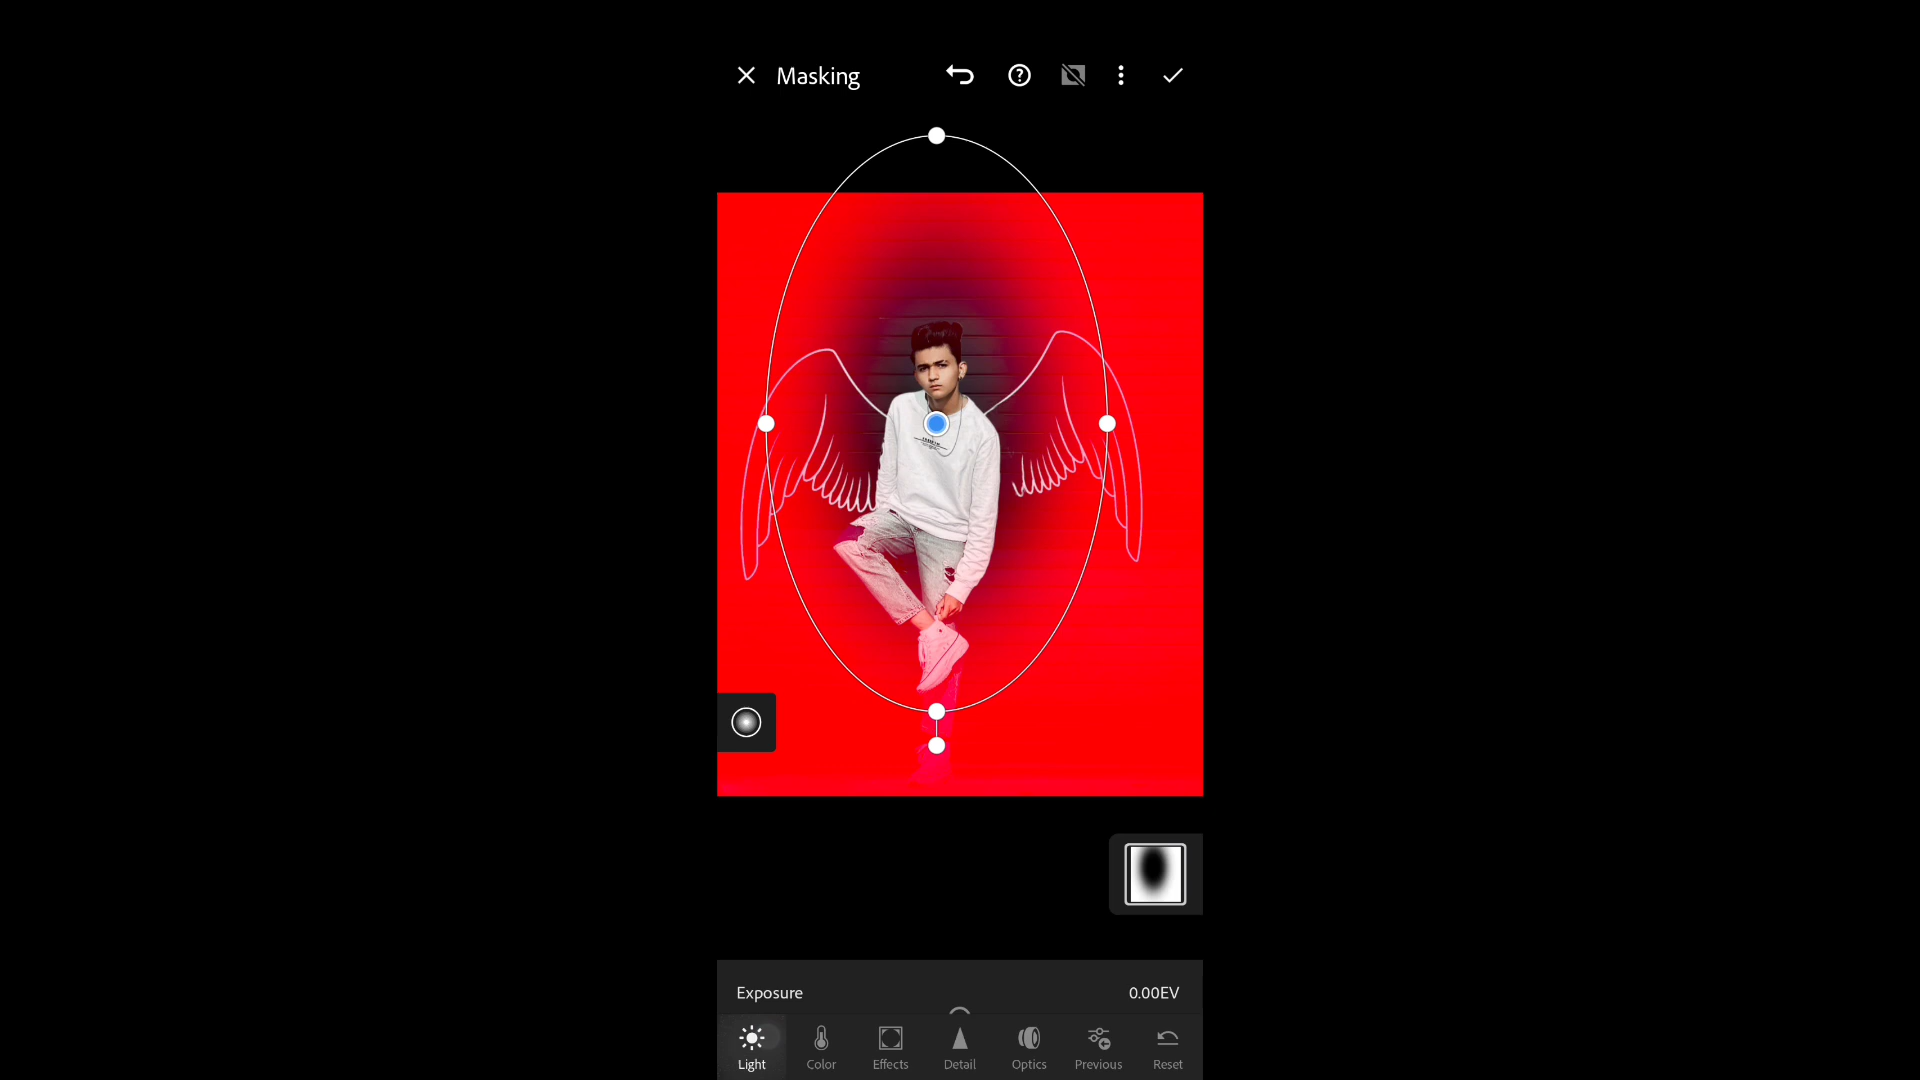 Masking
Exposure
0.00EV
Light
Color
Effects
Detail
Optics
Previous
Reset